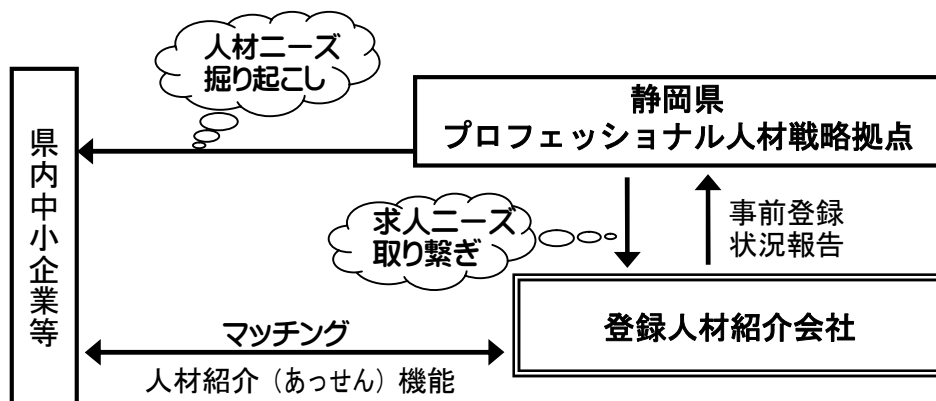 人材ニーズ
掘り起こし
静岡県
プロフェッショナル人材戦略拠点
県内中小企業等
求人ニーズ
取り繋ぎ
事前登録
状況報告
登録人材紹介会社
マッチング
人材紹介（あっせん）機能